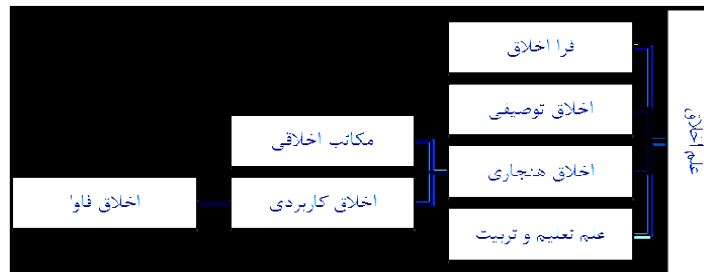 علم اخلاق
فرا اخلاق
اخلاق توصیفی
اخلاق هنجاری
علم تعلیم و تربیت
مکاتب اخلاقی
اخلاق کاربردی
اخلاق فاوا